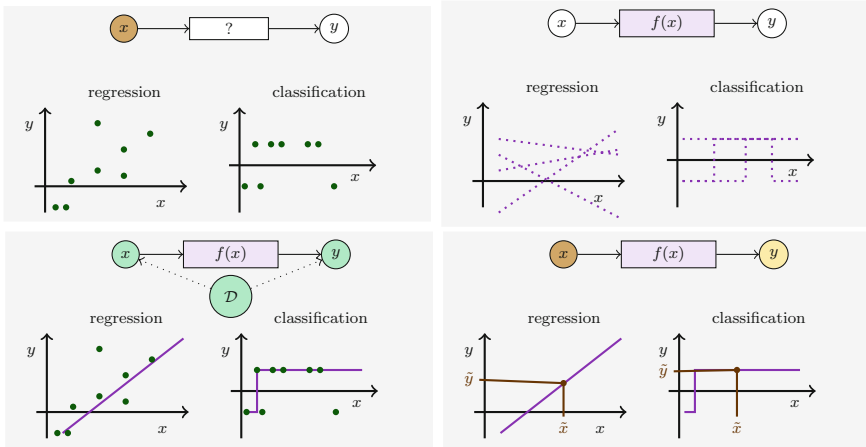 x ? y
regression classification
y y
x x
x f(x) y
regression classification
y y
x x
x f(x) y
𝒟
regression classification
y y
x x
x f(x) y
regression classification
y y
ỹ ỹ
x̃ x x̃ x